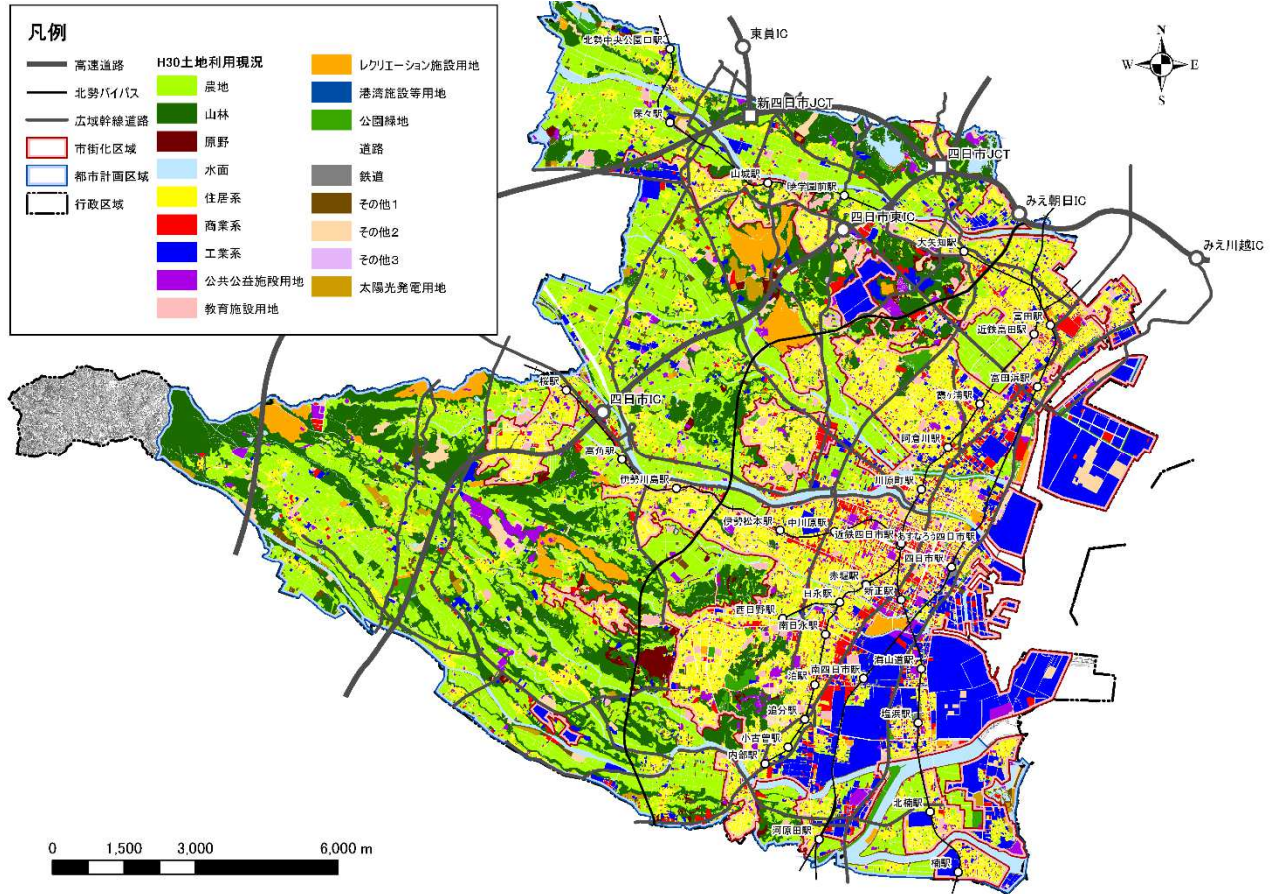 凡例
高速道路
北勢バイパス
広域幹線道路
市街化区域
都市計画区域
行政区域
H30土地利用現況
農地
山林
原野
水面
住居系
商業系
工業系
公共公益施設用地
教育施設用地
レクリエーション施設用地
港湾施設等用地
公園緑地
道路
鉄道
その他1
その他2
その他3
太陽光発電用地
N
W
E
S
北勢中央公園口駅
東員IC
新四日市JCT
保々駅
四日市JCT
山城駅
暁学園前駅
みえ朝日IC
四日市東IC
大矢知駅
みえ川越IC
富田駅
近鉄富田駅
富田浜駅
桜駅
四日市IC
霞ヶ浦駅
阿倉川駅
高角駅
伊勢川島駅
川原町駅
伊勢松本駅
中川原駅
近鉄四日市駅
あすなろう四日市駅
四日市駅
赤堀駅
日永駅
新正駅
西日野駅
南日永駅
海山道駅
南四日市駅
泊駅
追分駅
塩浜駅
小古曽駅
内部駅
北楠駅
河原田駅
楠駅
0 1,500 3,000 6,000 m